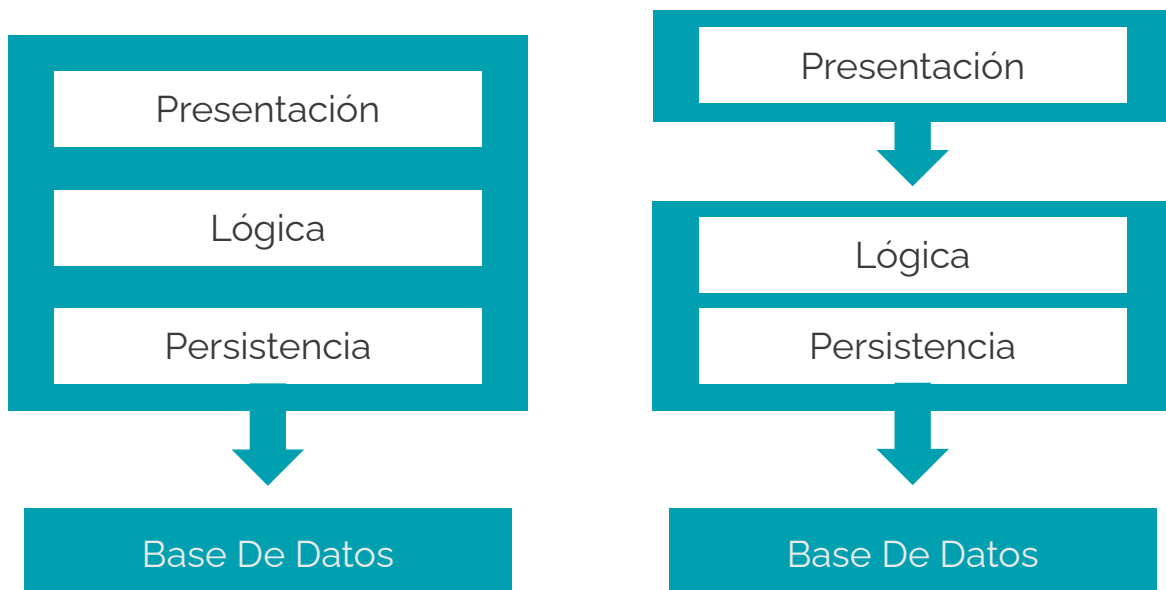 Presentación
Lógica
Persistencia
Base De Datos
Presentación
Lógica
Persistencia
Base De Datos